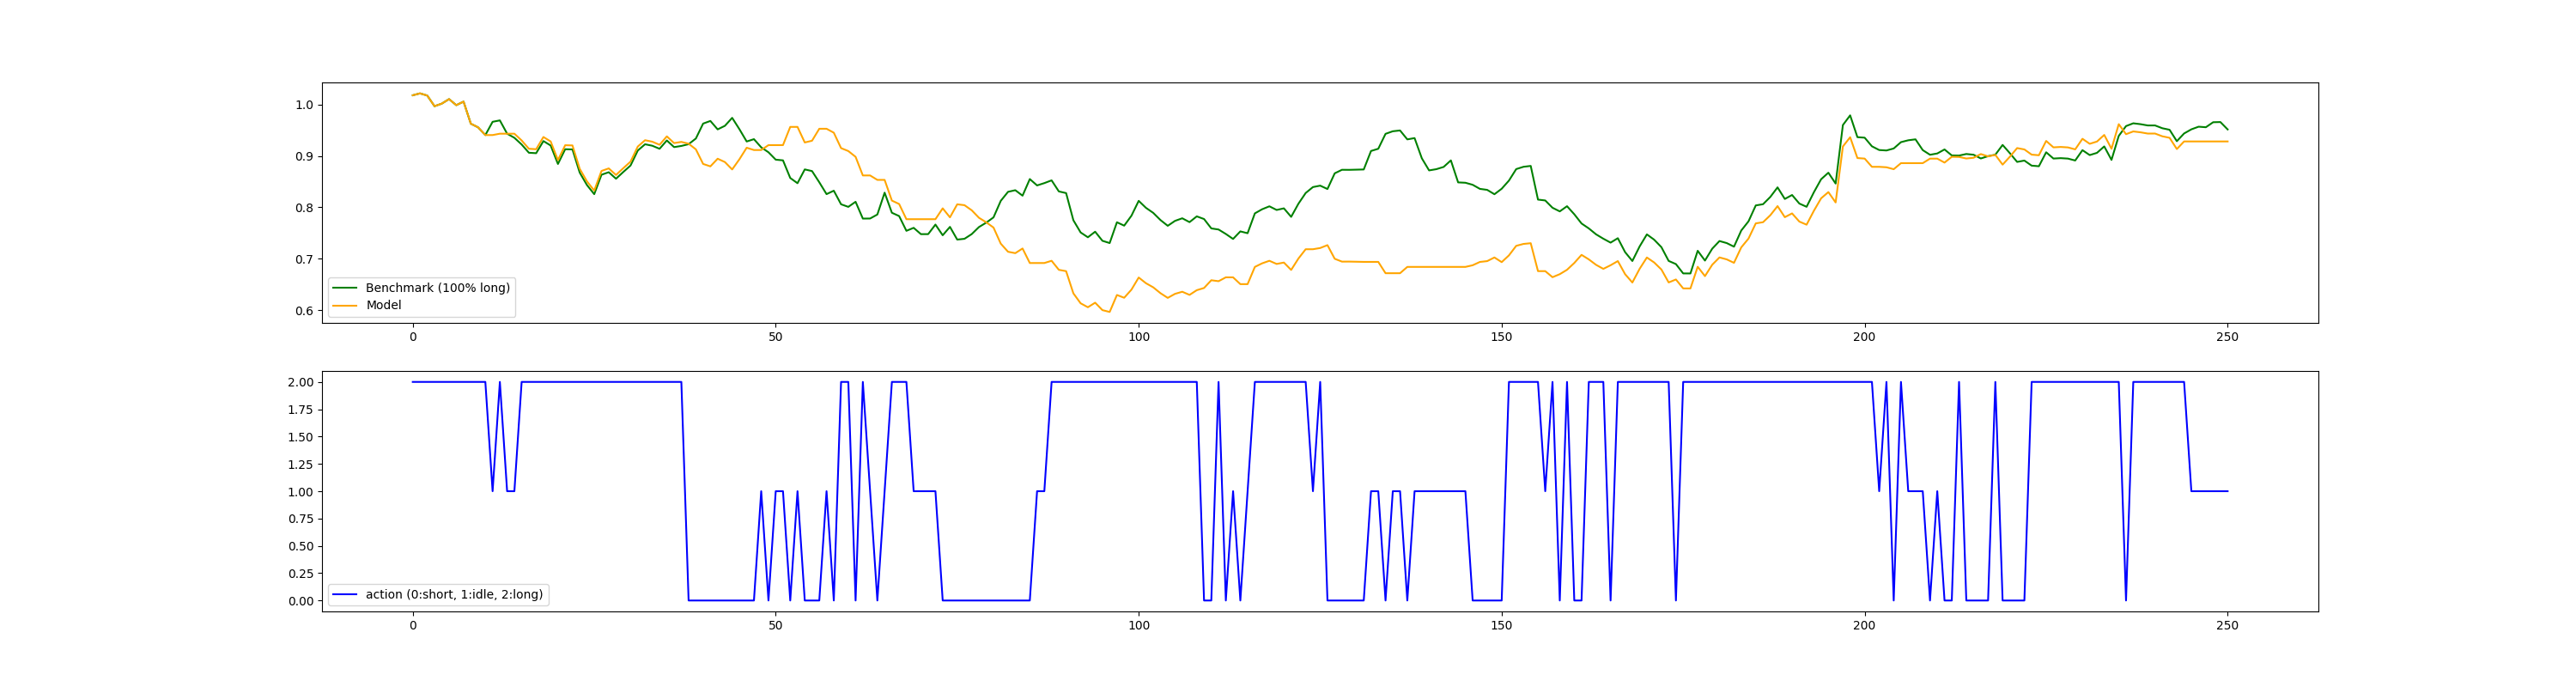 1.0
0.9
0.8
0.7
0.6
Benchmark (100% long)
Model
0 50 100 150 200 250
2.00
1.75
1.50
1.25
1.00
0.75
0.50
0.25
0.00
action (0:short, 1:idle, 2:long)
0 50 100 150 200 250